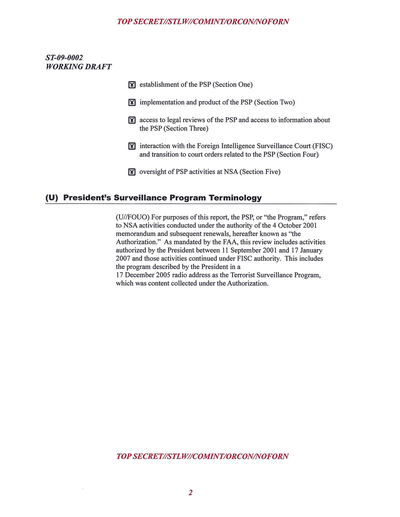 TOP SECRET//STLW//COMINT/ORCON/NOFORN
ST-09-0002
WORKING DRAFT
establishment of the PSP (Section One)
implementation and product of the PSP (Section Two)
access to legal reviews of the PSP and access to information about
the PSP (Section Three)
interaction with the Foreign Intelligence Surveillance Court (FISC)
and transition to court orders related to the PSP (Section Four)
oversight of PSP activities at NSA (Section Five)
(U) President's Surveillance Program Terminology
(U//FOUO) For purposes of this report, the PSP, or "the Program," refers
to NSA activities conducted under the authority of the 4 October 2001
memorandum and subsequent renewals, hereafter known as "the
Authorization." As mandated by the FAA, this review includes activities
authorized by the President between 11 September 2001 and 17 January
2007 and those activities continued under FISC authority. This includes
the program described by the President in a
17 December 2005 radio address as the Terrorist Surveillance Program,
which was content collected under the Authorization.
TOP SECRET//STLW//COMINT/ORCON/NOFORN
2